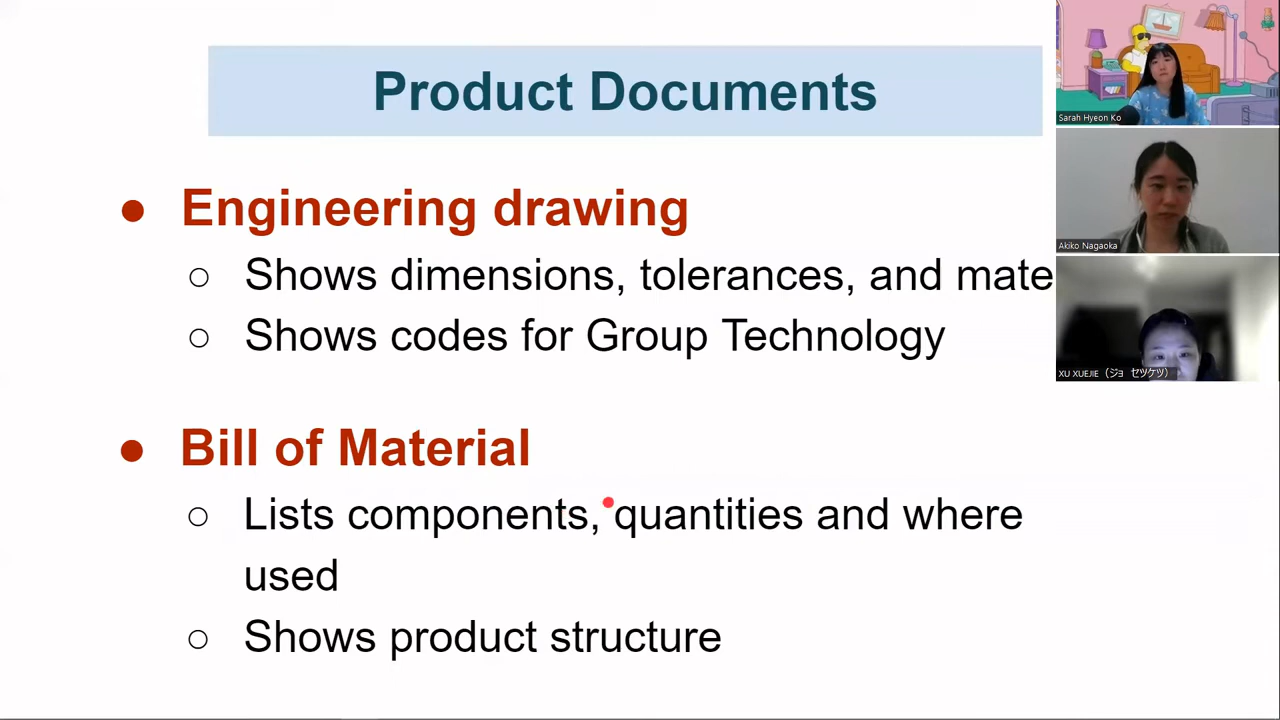 Product Documents
● Engineering drawing
○ Shows dimensions, tolerances, and mate
○ Shows codes for Group Technology
● Bill of Material
○ Lists components, quantities and where
used
○ Shows product structure
Sarah Hyeon Ko
Akiko Nagaoka
XU XUEJIE（ジョ セツケツ）